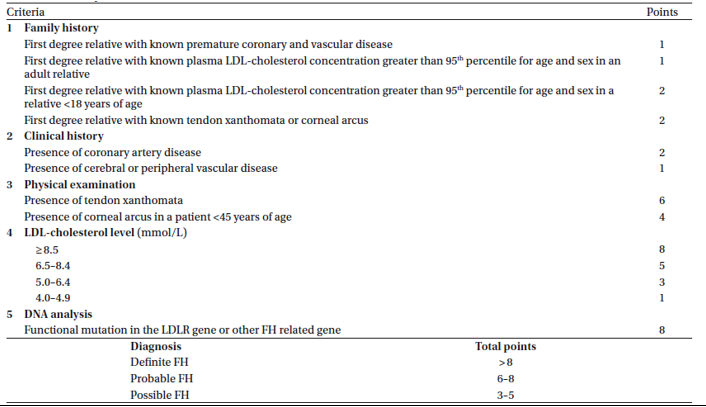 Criteria Points
1 Family history
First degree relative with known premature coronary and vascular disease 1
First degree relative with known plasma LDL-cholesterol concentration greater than 95th percentile for age and sex in an 1
adult relative
First degree relative with known plasma LDL-cholesterol concentration greater than 95th percentile for age and sex in a 2
relative <18 years of age
First degree relative with known tendon xanthomata or corneal arcus 2
2 Clinical history
Presence of coronary artery disease 2
Presence of cerebral or peripheral vascular disease 1
3 Physical examination
Presence of tendon xanthomata 6
Presence of corneal arcus in a patient <45 years of age 4
4 LDL-cholesterol level (mmol/L)
≥8.5 8
6.5–8.4 5
5.0–6.4 3
4.0–4.9 1
5 DNA analysis
Functional mutation in the LDLR gene or other FH related gene 8
Diagnosis Total points
Definite FH >8
Probable FH 6–8
Possible FH 3–5